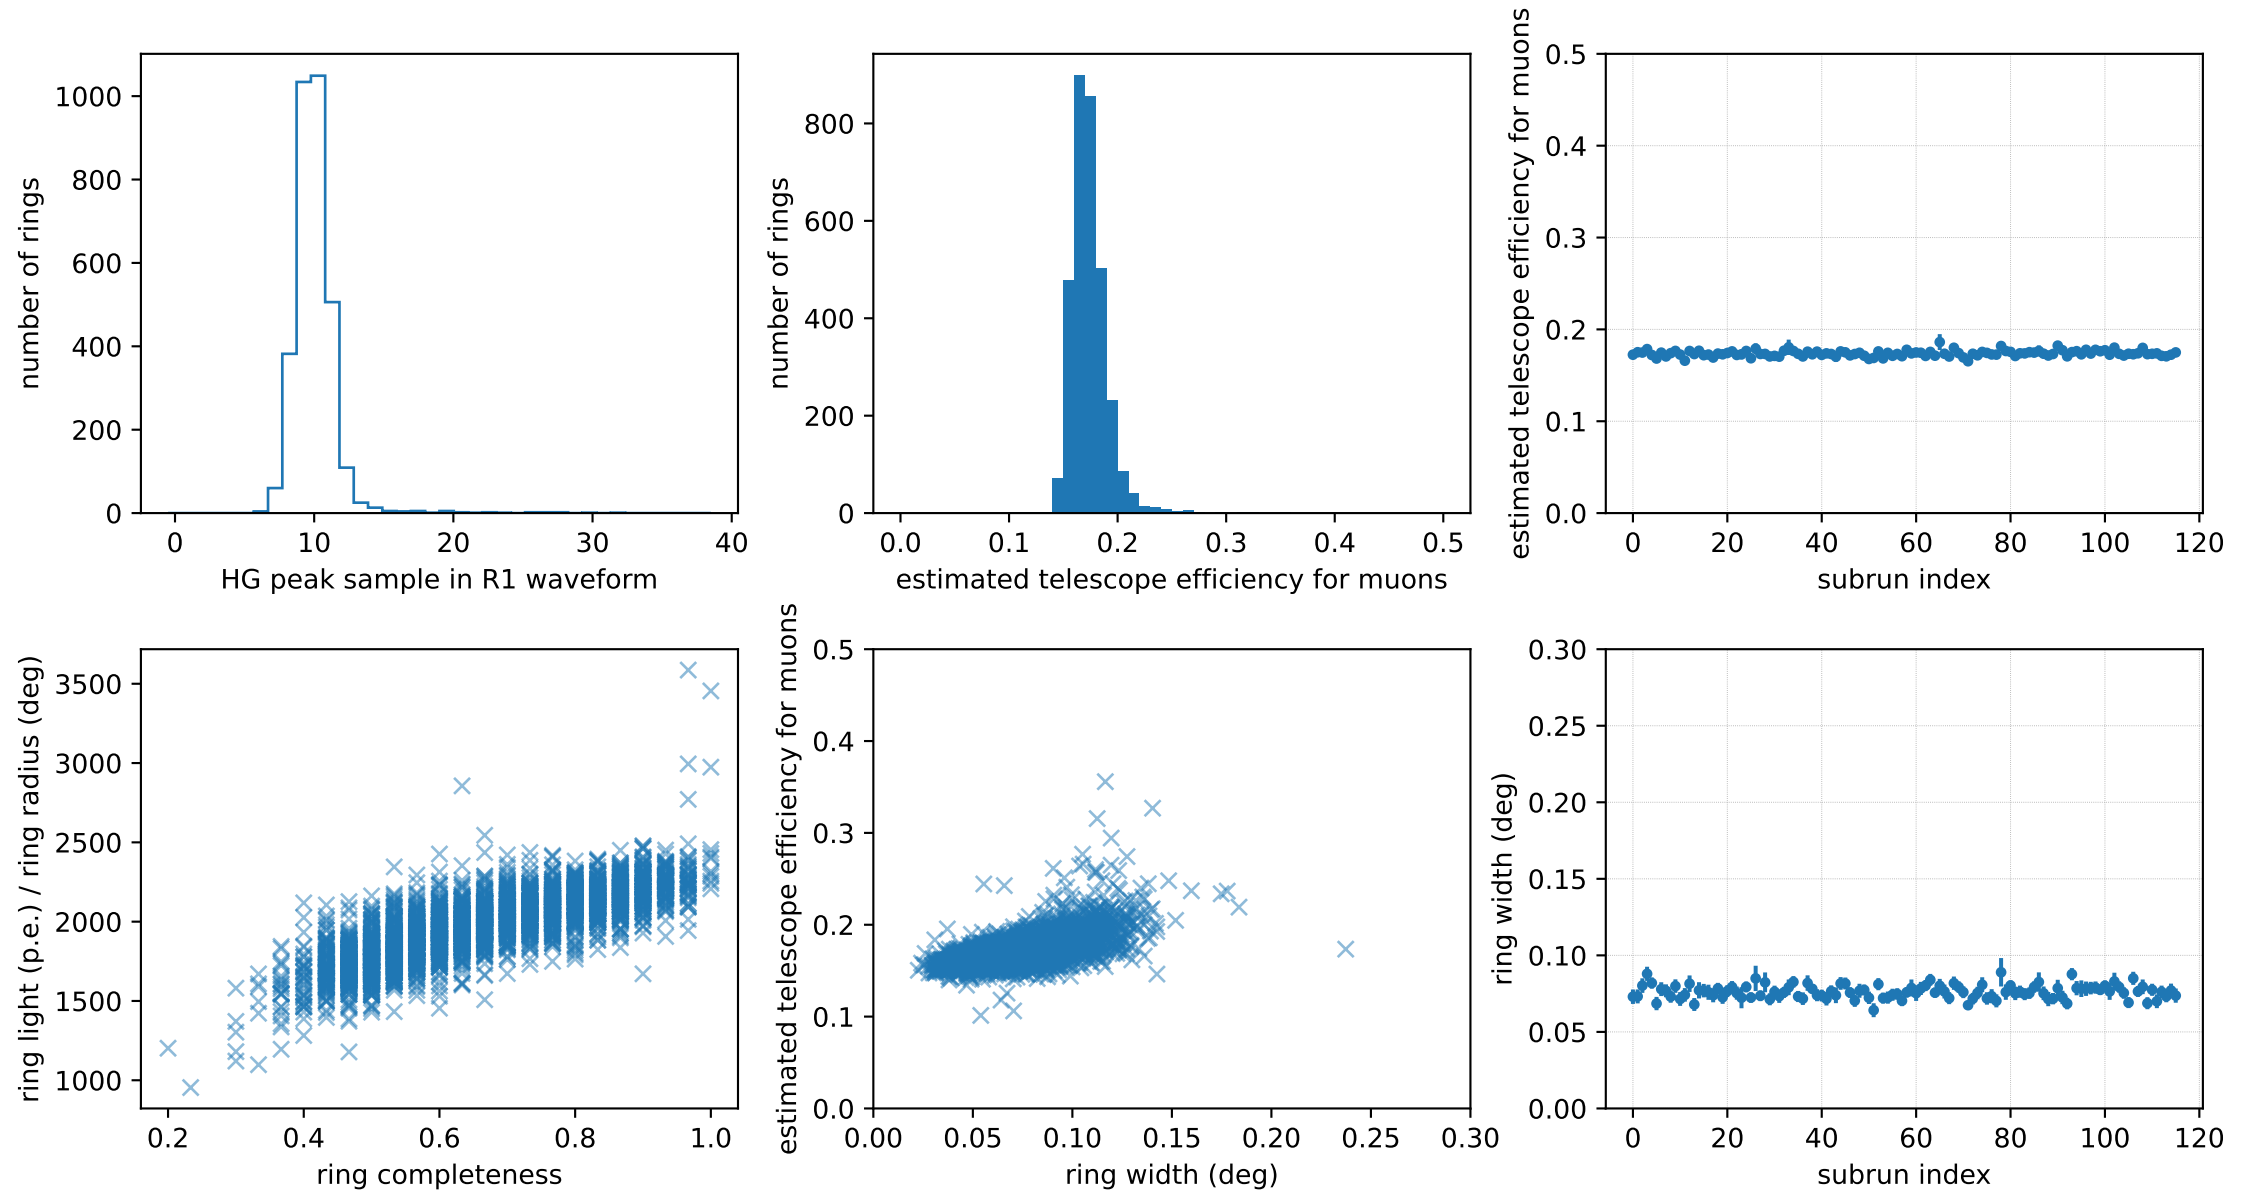 number of rings
1000
800
600
400
200
0
0 10 20 30 40
HG peak sample in R1 waveform
number of rings
800
600
400
200
0
0.0 0.1 0.2 0.3 0.4 0.5
estimated telescope efficiency for muons
estimated telescope efficiency for muons
0.5
0.4
0.3
0.2
0.1
0.0
0 20 40 60 80 100 120
subrun index
ring light (p.e.) / ring radius (deg)
3500
3000
2500
2000
1500
1000
0.2 0.4 0.6 0.8 1.0
ring completeness
estimated telescope efficiency for muons
0.5
0.4
0.3
0.2
0.1
0.0
0.00 0.05 0.10 0.15 0.20 0.25 0.30
ring width (deg)
ring width (deg)
0.30
0.25
0.20
0.15
0.10
0.05
0.00
0 20 40 60 80 100 120
subrun index